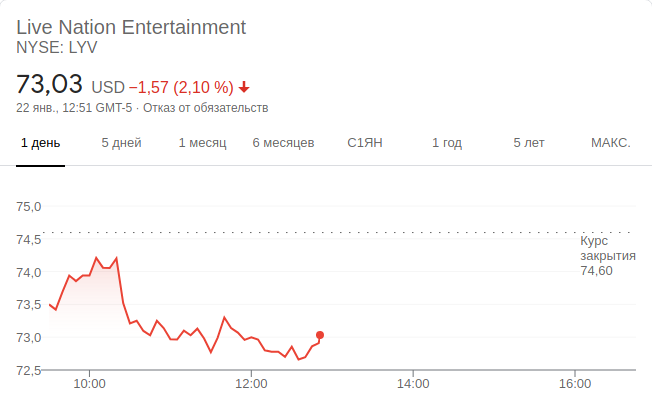 Live Nation Entertainment
NYSE: LYV
73,03 USD −1,57 (2,10 %)
22 янв., 12:51 GMT-5 · Отказ от обязательств
1 день 5 дней 1 месяц 6 месяцев С1ЯН 1 год 5 лет МАКС.
75,0
74,5
Курс
закрытия
74,60
74,0
73,5
73,0
72,5
10:00 12:00 14:00 16:00